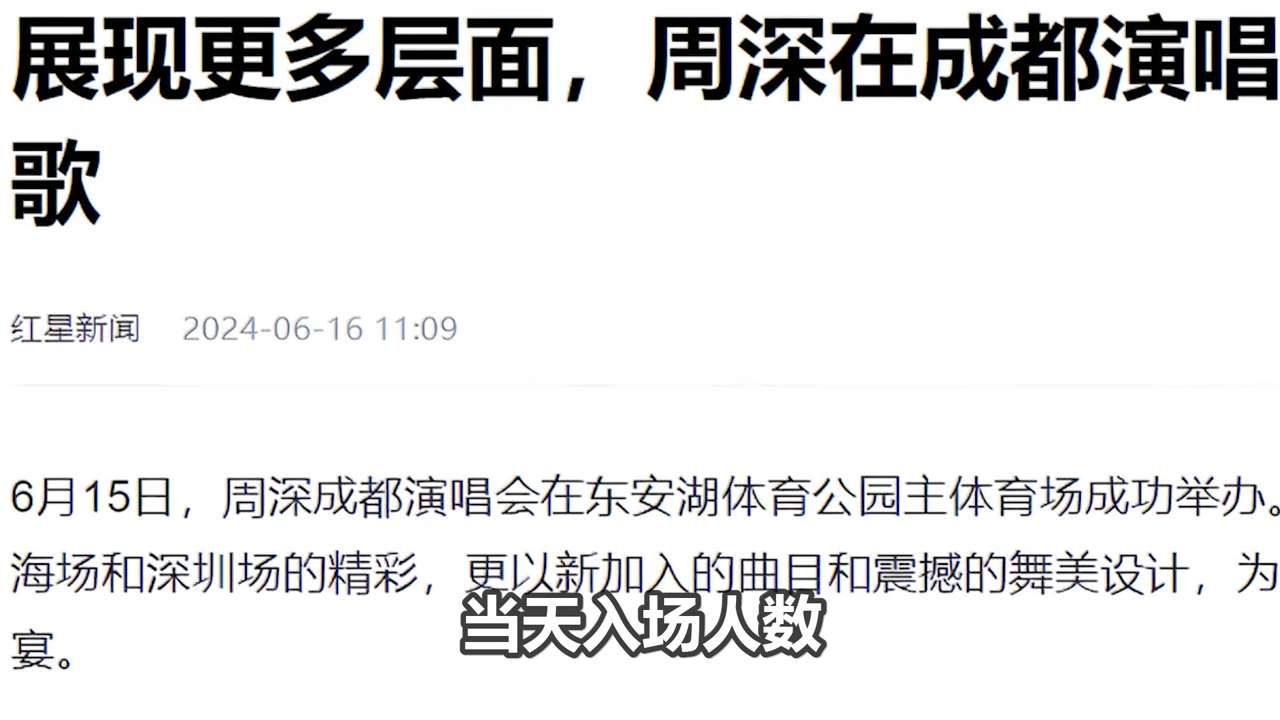 展现更多层面，周深在成都演唱
歌
红星新闻 2024-06-16 11:09
6月15日，周深成都演唱会在东安湖体育公园主体育场成功举办。
海场和深圳场的精彩，更以新加入的曲目和震撼的舞美设计，为
宴。
当天入场人数